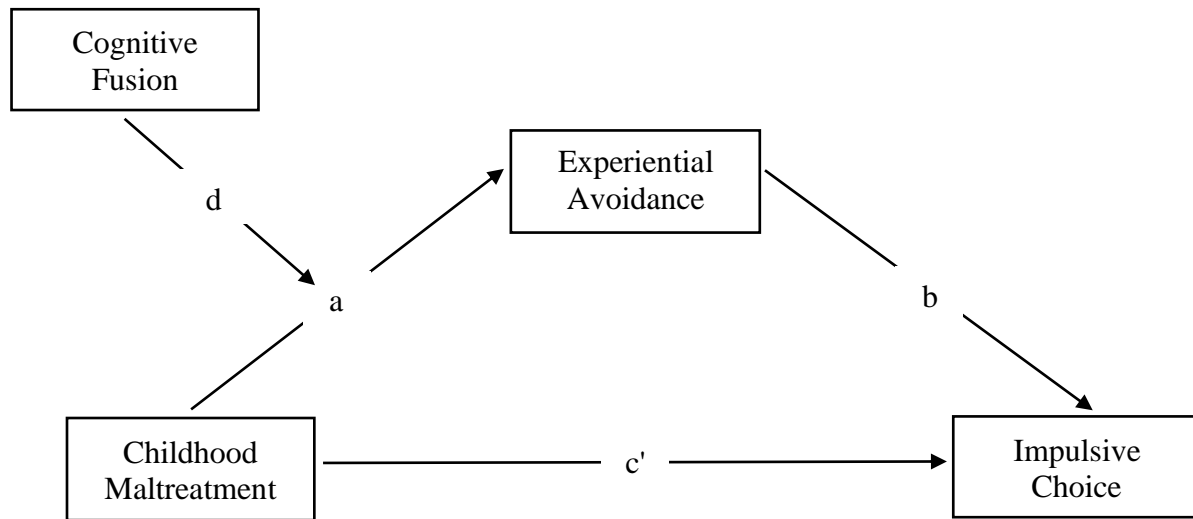 Cognitive
Fusion
Experiential
Avoidance
d
a
b
Childhood
Maltreatment
c'
Impulsive
Choice